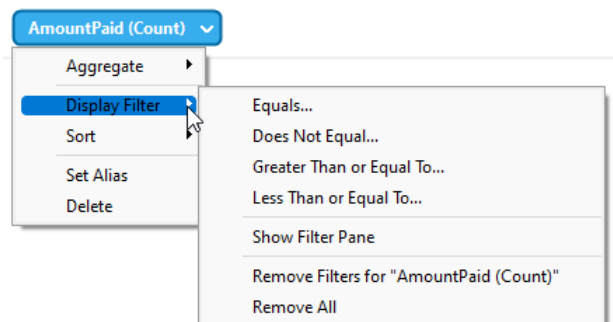 AmountPaid (Count)
Aggregate
Display Filter
Sort
Set Alias
Delete
Equals...
Does Not Equal...
Greater Than or Equal To...
Less Than or Equal To...
Show Filter Pane
Remove Filters for "AmountPaid (Count)"
Remove All